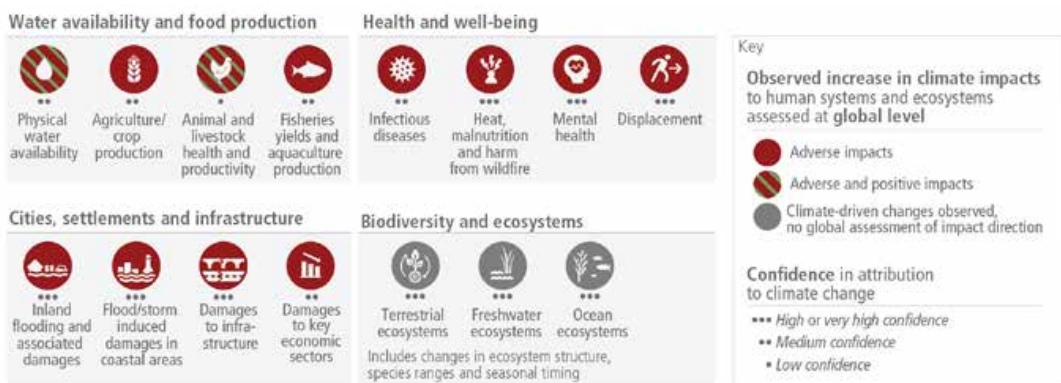 Water availability and food production
Physical
water
availability
Agriculture/
crop
production
Animal and
livestock
health and
productivity
Fisheries
yields and
aquaculture
production
Health and well-being
Infectious
diseases
Heat,
malnutrition
and harm
from wildfire
Mental
health
Displacement
Cities, settlements and infrastructure
Inland
flooding and
associated
damages
Flood/storm
induced
damages in
coastal areas
Damages
to infra-
structure
Damages
to key
economic
sectors
Biodiversity and ecosystems
Terrestrial
ecosystems
Freshwater
ecosystems
Ocean
ecosystems
Includes changes in ecosystem structure,
species ranges and seasonal timing
Key
Observed increase in climate impacts
to human systems and ecosystems
assessed at global level
Adverse impacts
Adverse and positive impacts
Climate-driven changes observed,
no global assessment of impact direction
Confidence in attribution
to climate change
••• High or very high confidence
•• Medium confidence
• Low confidence